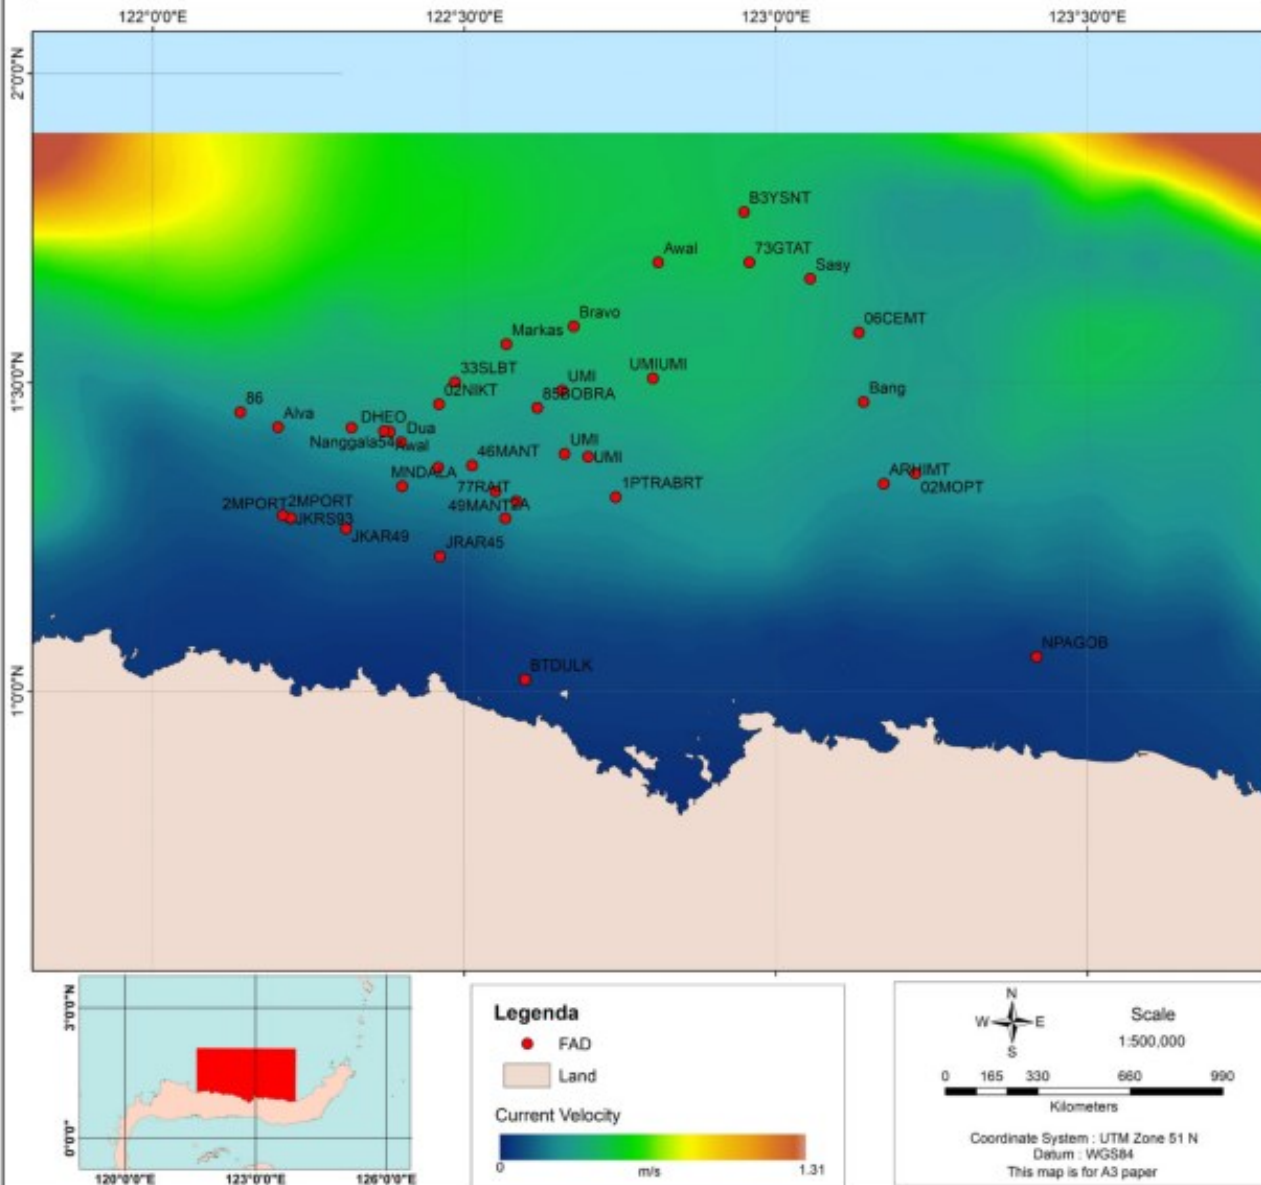 122°0'0"E 122°30'0"E 123°0'0"E 123°30'0"E
2°0'0"N
1°30'0"N
1°0'0"N
B3YSNT
Awal
73GTAT
Sasy
Bravo
06CEMT
Markas
UMIUMI
33SLBT
UMI
02NIKT
85BOBRA
Bang
86
Alva
DHEO
Dua
Nanggala54
Awal
UMI
46MANT
UMI
ARHIMT
MNDALA
02MOPT
77RAIT
1PTRABRT
2MPORT
2MPORT
49MANT
JKRS93
JKAR49
JRAR45
NPAGOB
BTDULK
3°0'0"N
0°0'0"
120°0'0"E 123°0'0"E 126°0'0"E
Legenda
FAD
Land
Current Velocity
0 m/s 1.31
N
W E
S
Scale
1:500,000
0 165 330 660 990
Kilometers
Coordinate System : UTM Zone 51 N
Datum : WGS84
This map is for A3 paper